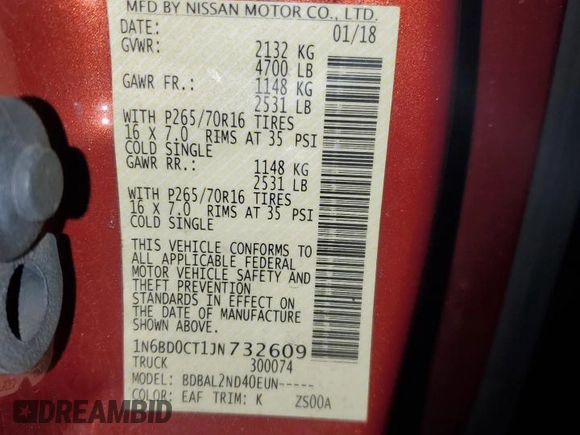 MFD BY NISSAN MOTOR CO., LTD.
DATE: 01/18
GVWR: 2132 KG
4700 LB
GAWR FR.: 1148 KG
2531 LB
WITH P265/70R16 TIRES
16 X 7.0 RIMS AT 35 PSI
COLD SINGLE
GAWR RR.: 1148 KG
2531 LB
WITH P265/70R16 TIRES
16 X 7.0 RIMS AT 35 PSI
COLD SINGLE
THIS VEHICLE CONFORMS TO
ALL APPLICABLE FEDERAL
MOTOR VEHICLE SAFETY AND
THEFT PREVENTION
STANDARDS IN EFFECT ON
THE DATE OF MANUFACTURE
SHOWN ABOVE.
1N6BD0CT1JN732609
TRUCK 300074
MODEL: BDBAL2ND40EUN-----
COLOR: EAF TRIM: K ZS00A
DREAMBID